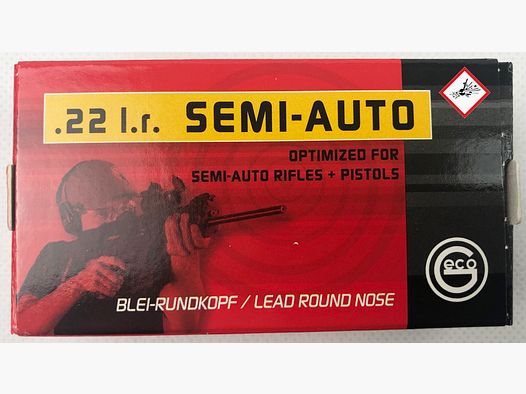 .22 l.r. SEMI-AUTO
OPTIMIZED FOR
SEMI-AUTO RIFLES + PISTOLS
Geco
BLEI-RUNDKOPF / LEAD ROUND NOSE